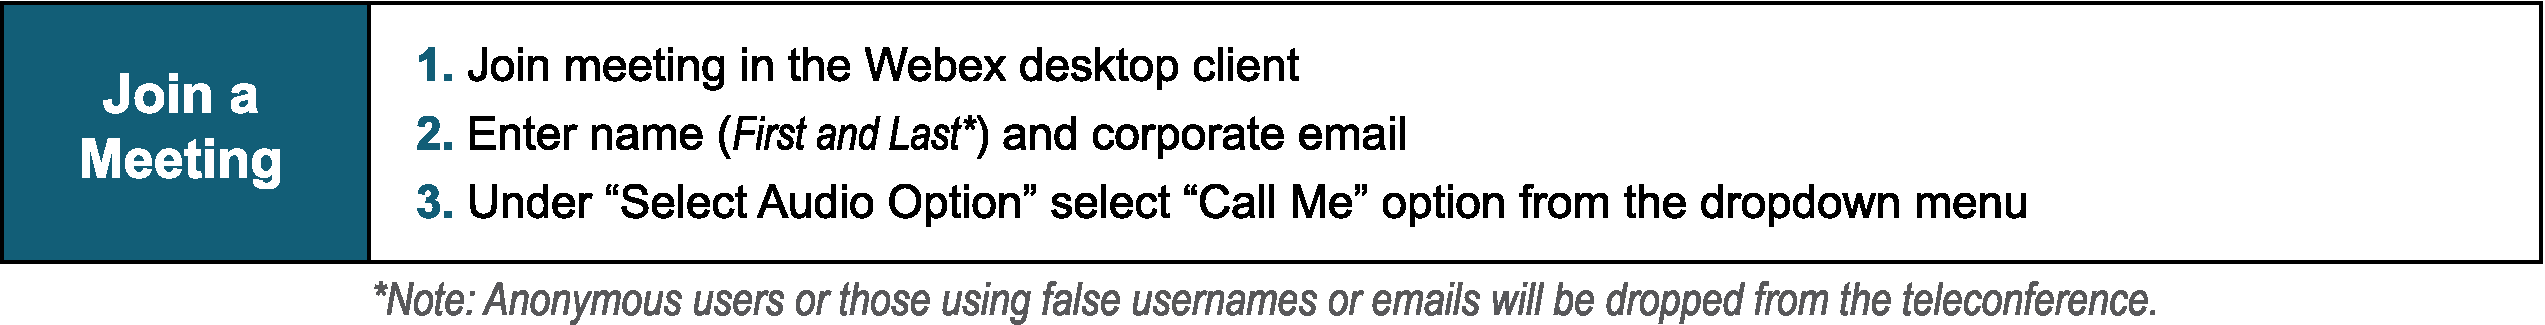 Join a
Meeting
1. Join meeting in the Webex desktop client
2. Enter name (First and Last*) and corporate email
3. Under “Select Audio Option” select “Call Me” option from the dropdown menu
*Note: Anonymous users or those using false usernames or emails will be dropped from the teleconference.